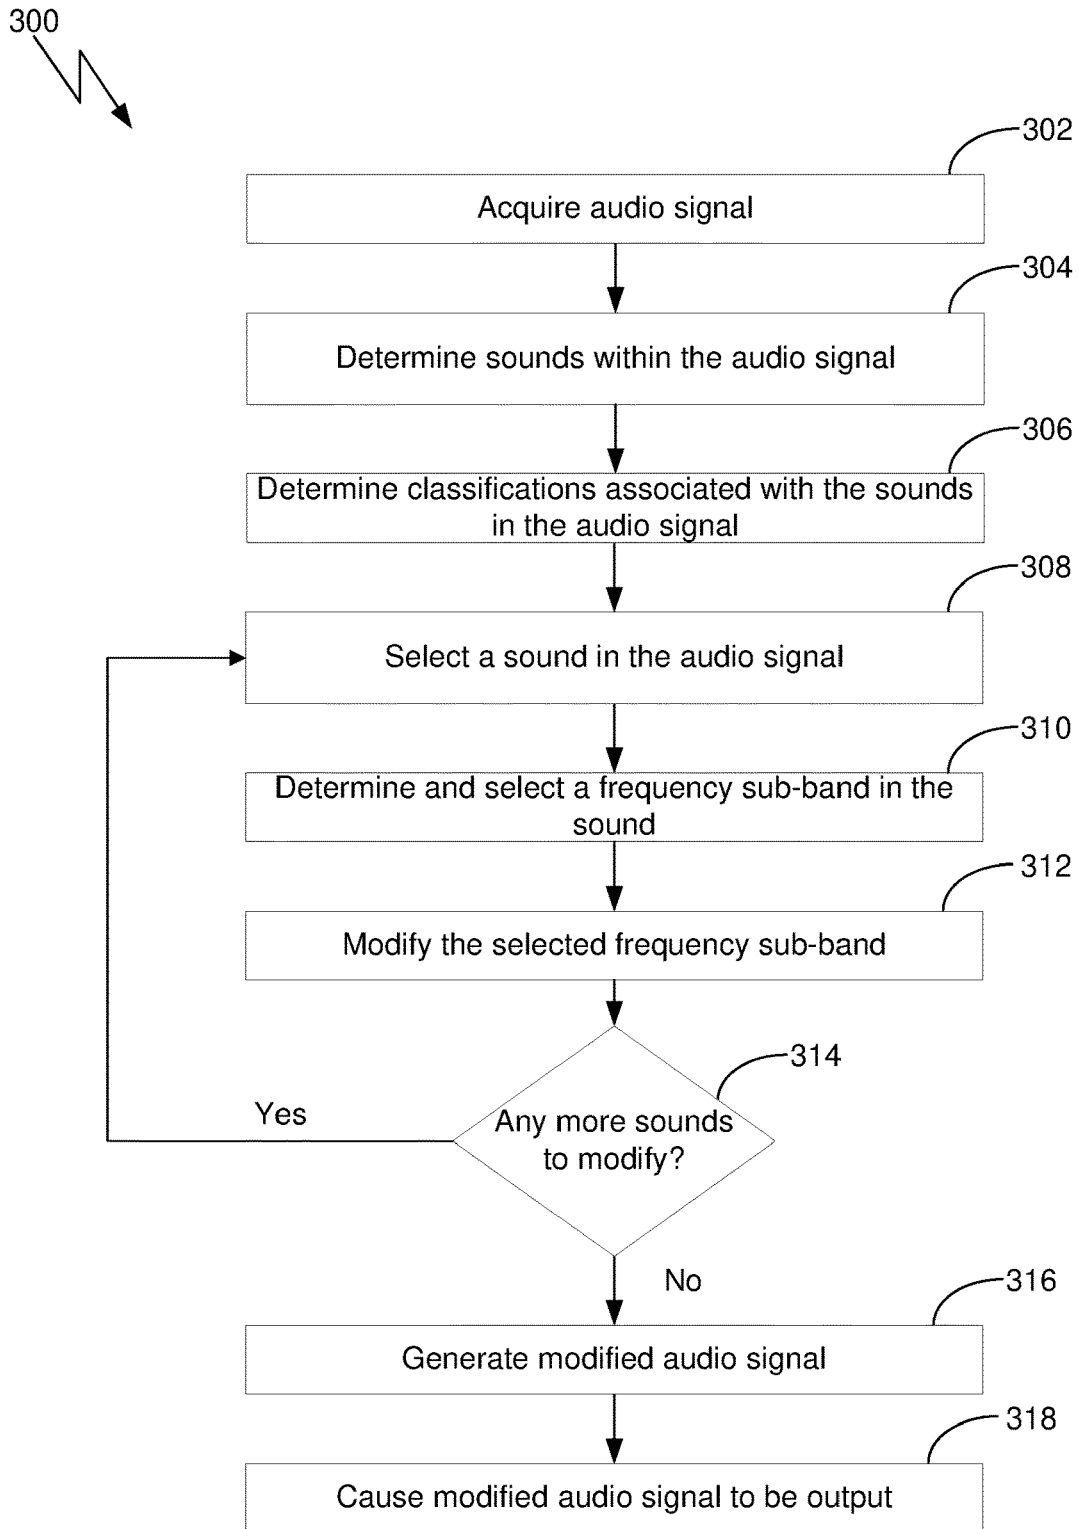 300
302
Acquire audio signal
304
Determine sounds within the audio signal
306
Determine classifications associated with the sounds
in the audio signal
308
Select a sound in the audio signal
310
Determine and select a frequency sub-band in the
sound
312
Modify the selected frequency sub-band
314
Any more sounds
to modify?
Yes
No
316
Generate modified audio signal
318
Cause modified audio signal to be output